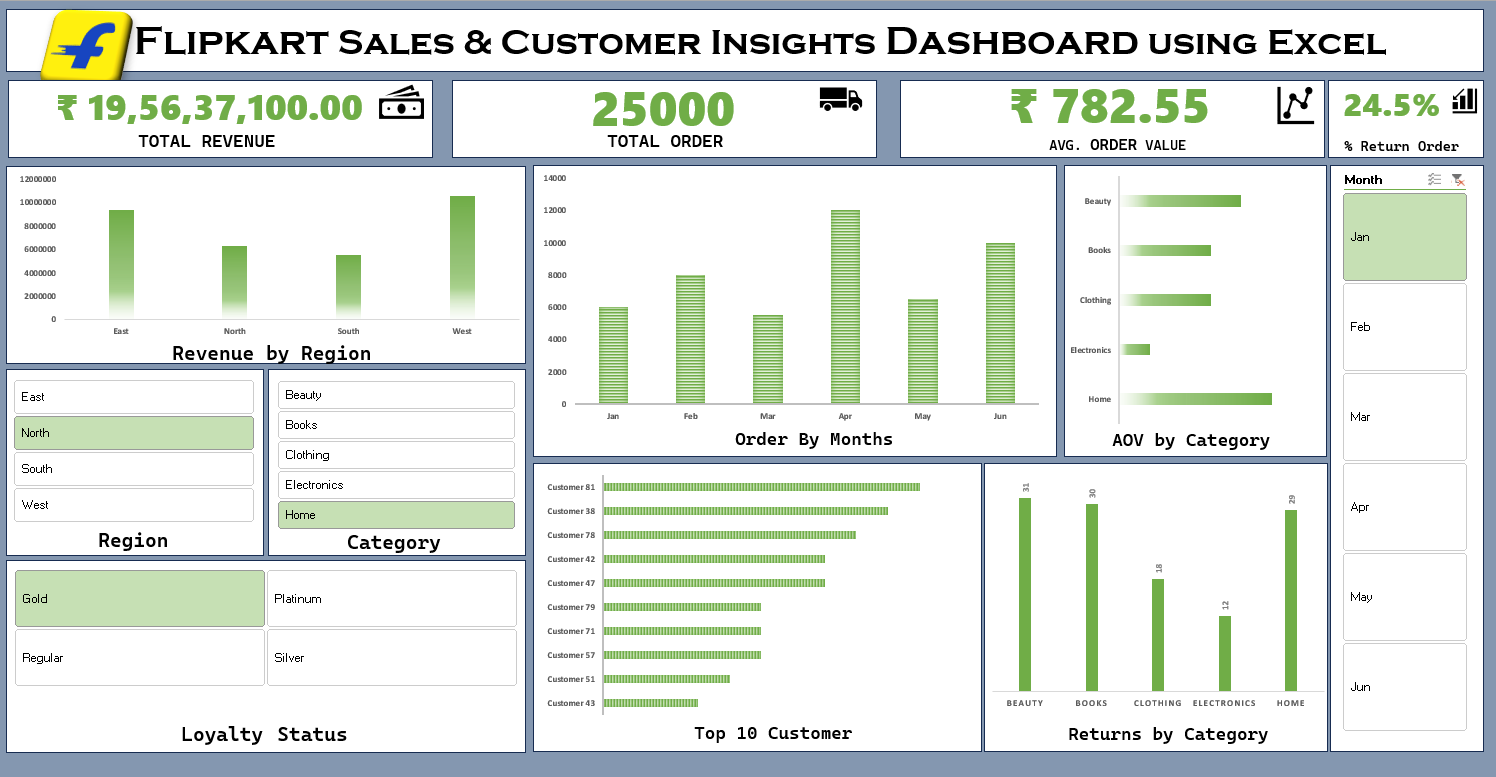 FLIPKART SALES & CUSTOMER INSIGHTS DASHBOARD USING EXCEL
₹ 19,56,37,100.00
TOTAL REVENUE
25000
TOTAL ORDER
₹ 782.55
AVG. ORDER VALUE
24.5%
% Return Order
12000000
10000000
8000000
6000000
4000000
2000000
0
East North South West
Revenue by Region
14000
12000
10000
8000
6000
4000
2000
0
Jan Feb Mar Apr May Jun
Order By Months
Beauty
Books
Clothing
Electronics
Home
AOV by Category
Month
Jan
Feb
Mar
Apr
May
Jun
East
North
South
West
Region
Beauty
Books
Clothing
Electronics
Home
Category
Gold Platinum
Regular Silver
Loyalty Status
Customer 81
Customer 38
Customer 78
Customer 42
Customer 47
Customer 79
Customer 71
Customer 57
Customer 51
Customer 43
Top 10 Customer
31 30 18 12 29
BEAUTY BOOKS CLOTHING ELECTRONICS HOME
Returns by Category